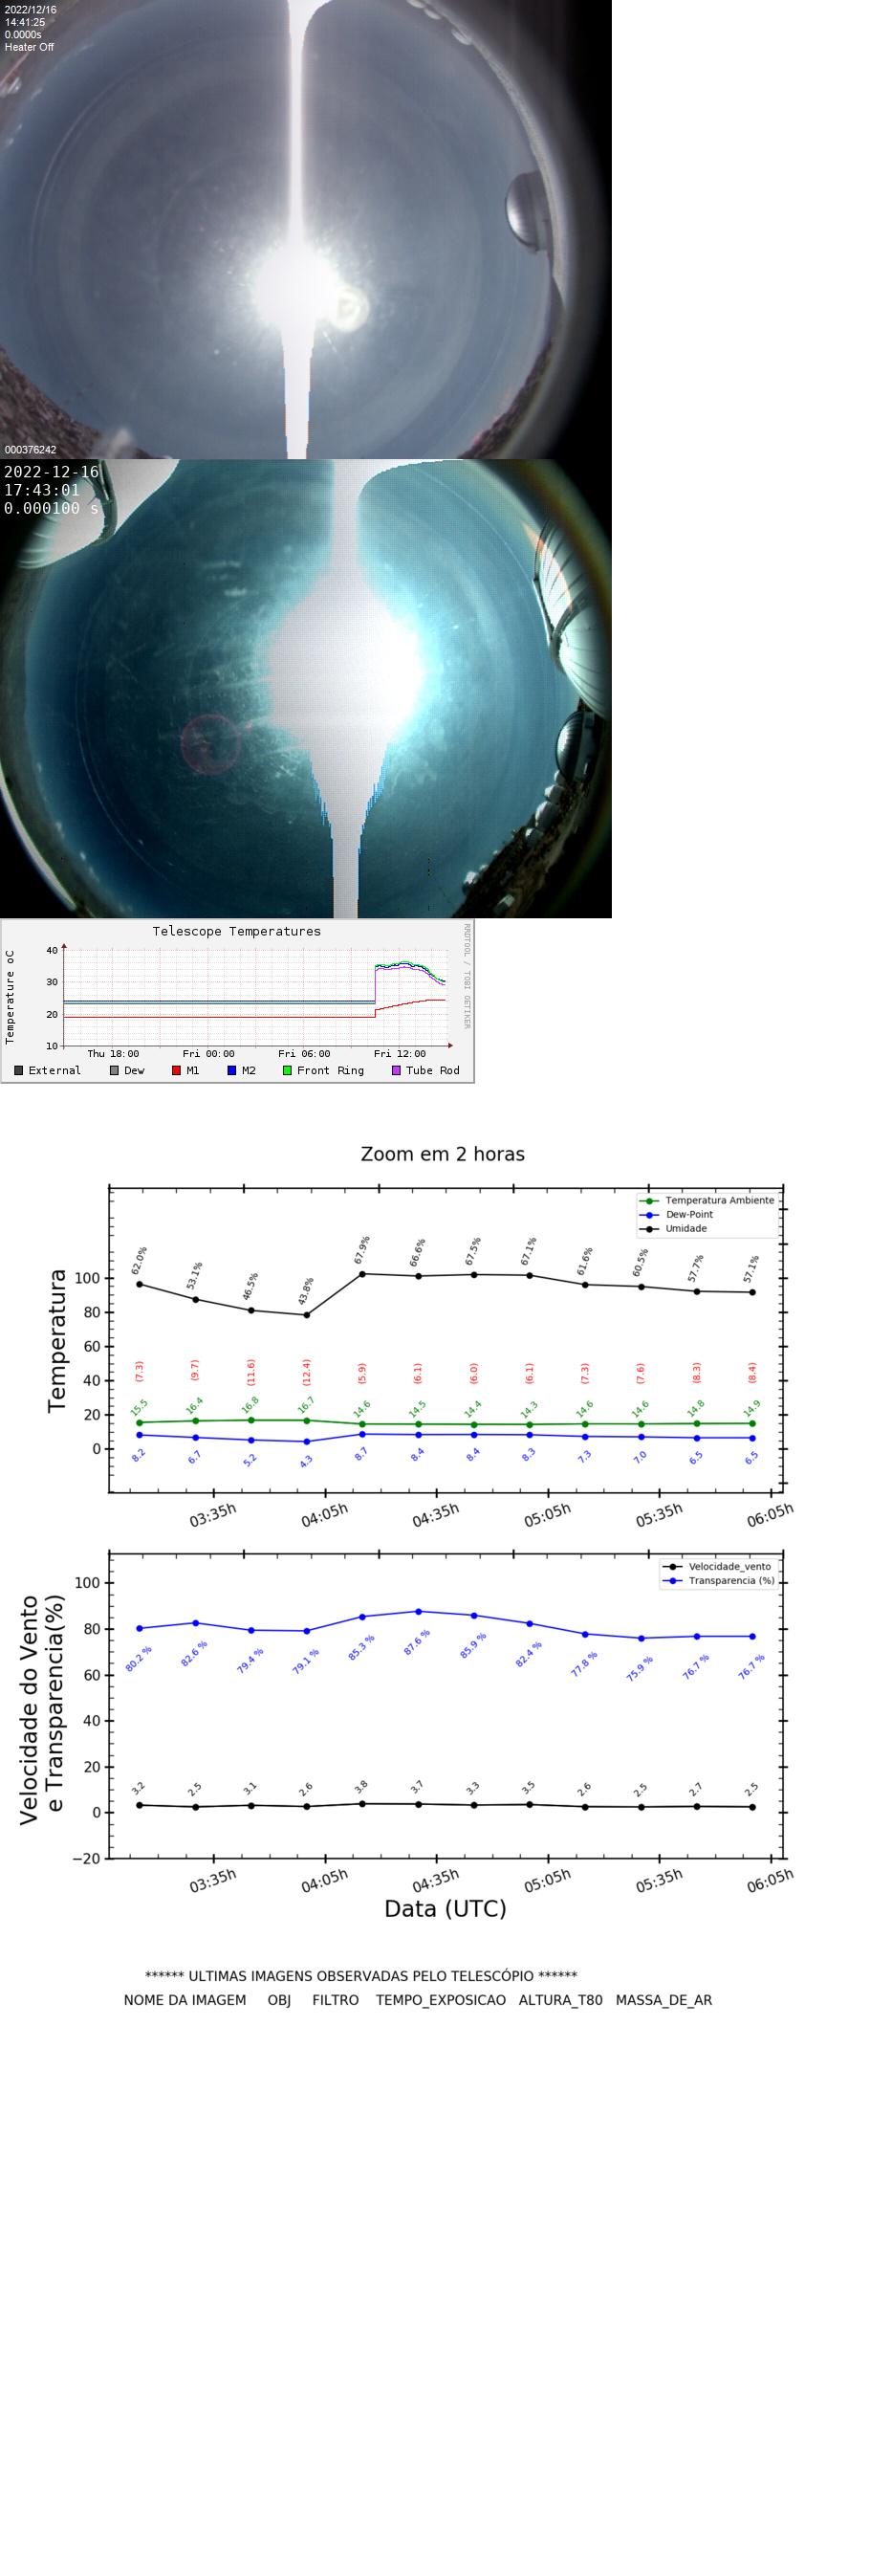 2022/12/16
14:41:25
0.0000s
Heater Off
000376242
2022-12-16
17:43:01
0.000100 s
Telescope Temperatures
RRDTOOL / TOBI OETIKER
Temperature oC
40
30
20
10
Thu 18:00 Fri 00:00 Fri 06:00 Fri 12:00
External Dew M1 M2 Front Ring Tube Rod
Zoom em 2 horas
Temperatura Ambiente
Dew-Point
Umidade
Temperatura
100
80
60
40
20
0
62.0% 53.1% 46.5% 43.8% 67.9% 66.6% 67.5% 67.1% 61.6% 60.5% 57.7% 57.1%
(7.3) (9.7) (11.6) (12.4) (5.9) (6.1) (6.0) (6.1) (7.3) (7.6) (8.3) (8.4)
15.5 16.4 16.8 16.7 14.6 14.5 14.4 14.3 14.6 14.6 14.8 14.9
8.2 6.7 5.2 4.3 8.7 8.4 8.4 8.3 7.3 7.0 6.5 6.5
03:35h 04:05h 04:35h 05:05h 05:35h 06:05h
Velocidade_vento
Transparencia (%)
Velocidade do Vento
e Transparencia(%)
100
80
60
40
20
0
−20
80.2 % 82.6 % 79.4 % 79.1 % 85.3 % 87.6 % 85.9 % 82.4 % 77.8 % 75.9 % 76.7 % 76.7 %
3.2 2.5 3.1 2.6 3.8 3.7 3.3 3.5 2.6 2.5 2.7 2.5
03:35h 04:05h 04:35h 05:05h 05:35h 06:05h
Data (UTC)
****** ULTIMAS IMAGENS OBSERVADAS PELO TELESCÓPIO ******
NOME DA IMAGEM OBJ FILTRO TEMPO_EXPOSICAO ALTURA_T80 MASSA_DE_AR